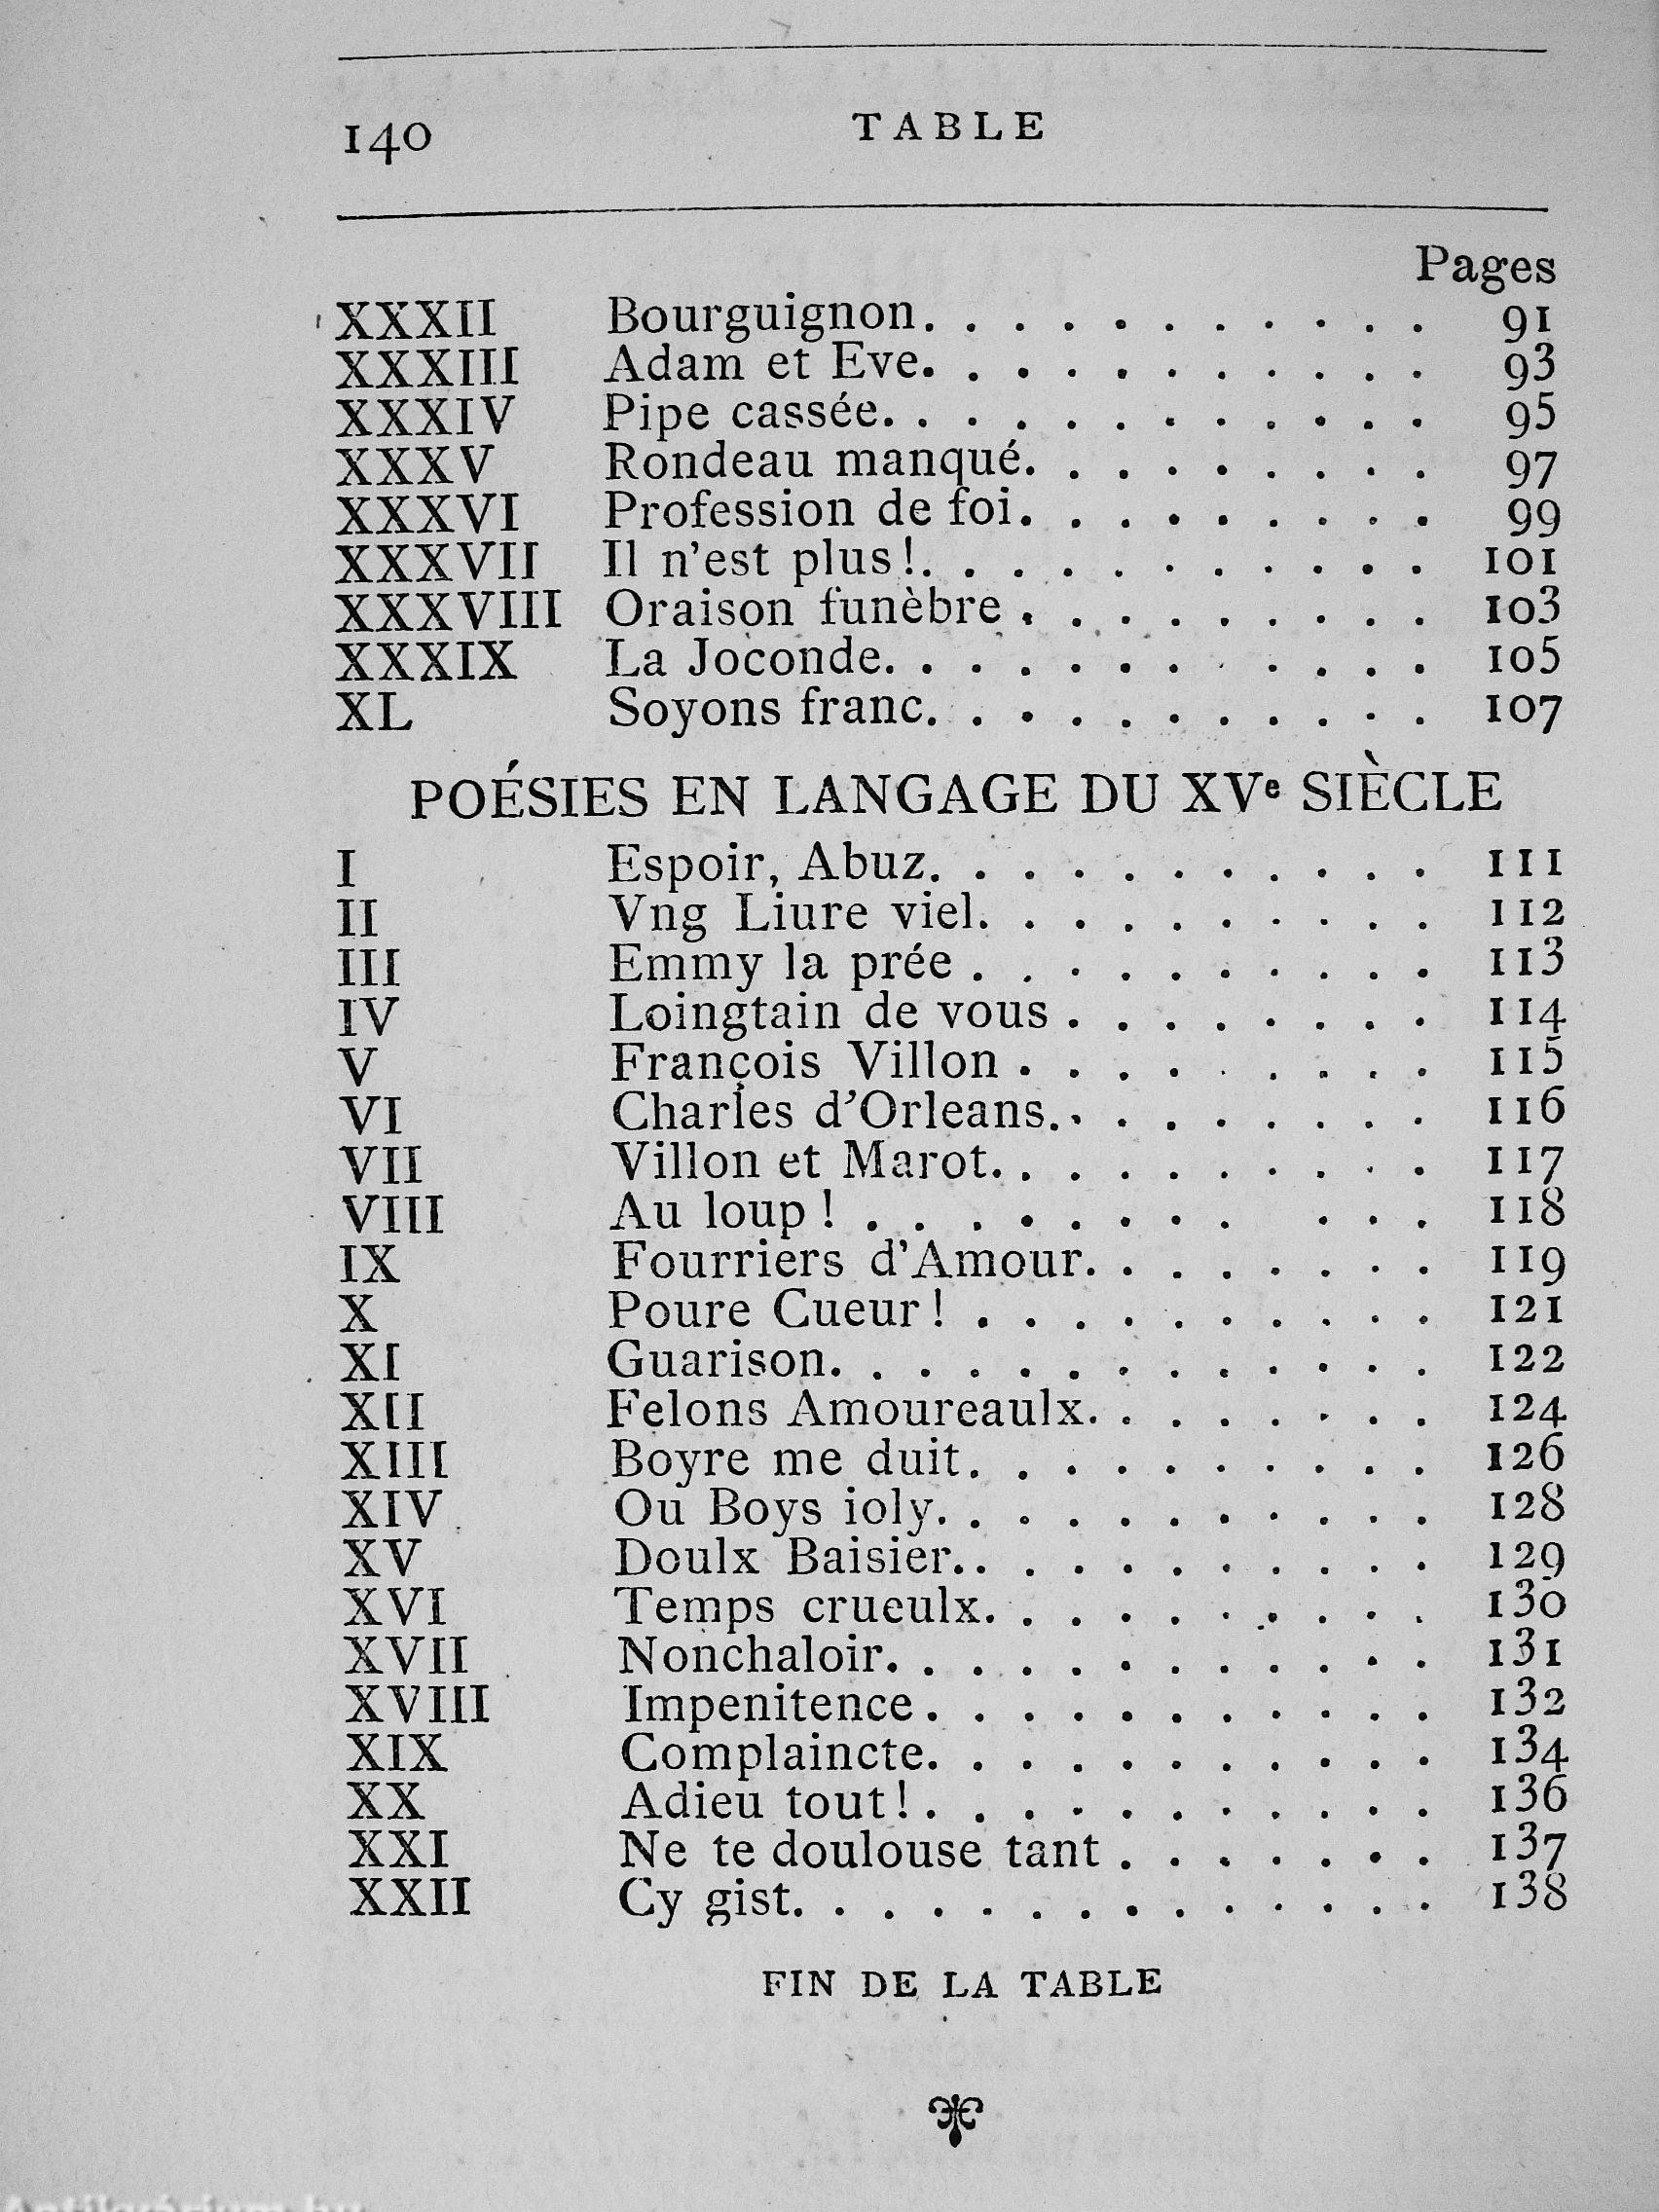 140 TABLE
Pages
XXXII Bourguignon. . . . . . . . . . . 91
XXXIII Adam et Eve. . . . . . . . . . . 93
XXXIV Pipe cassée. . . . . . . . . . . . 95
XXXV Rondeau manqué. . . . . . . . . 97
XXXVI Profession de foi. . . . . . . . . 99
XXXVII Il n'est plus!. . . . . . . . . . . 101
XXXVIII Oraison funèbre . . . . . . . . . 103
XXXIX La Joconde. . . . . . . . . . . . 105
XL Soyons franc. . . . . . . . . . . 107
POÉSIES EN LANGAGE DU XVe SIÈCLE
I Espoir, Abuz. . . . . . . . . . . 111
II Vng Liure viel. . . . . . . . . . 112
III Emmy la prée . . . . . . . . . . 113
IV Loingtain de vous . . . . . . . . 114
V François Villon . . . . . . . . . 115
VI Charles d'Orleans. . . . . . . . . 116
VII Villon et Marot. . . . . . . . . . 117
VIII Au loup ! . . . . . . . . . . . 118
IX Fourriers d'Amour. . . . . . . . 119
X Poure Cueur! . . . . . . . . . . 121
XI Guarison. . . . . . . . . . . . . 122
XII Felons Amoureaulx. . . . . . . . 124
XIII Boyre me duit. . . . . . . . . . 126
XIV Ou Boys ioly. . . . . . . . . . . 128
XV Doulx Baisier. . . . . . . . . . . 129
XVI Temps crueulx. . . . . . . . . . 130
XVII Nonchaloir. . . . . . . . . . . . 131
XVIII Impenitence . . . . . . . . . . . 132
XIX Complaincte. . . . . . . . . . . 134
XX Adieu tout!. . . . . . . . . . . 136
XXI Ne te doulouse tant . . . . . . . 137
XXII Cy gist. . . . . . . . . . . . . . 138
FIN DE LA TABLE